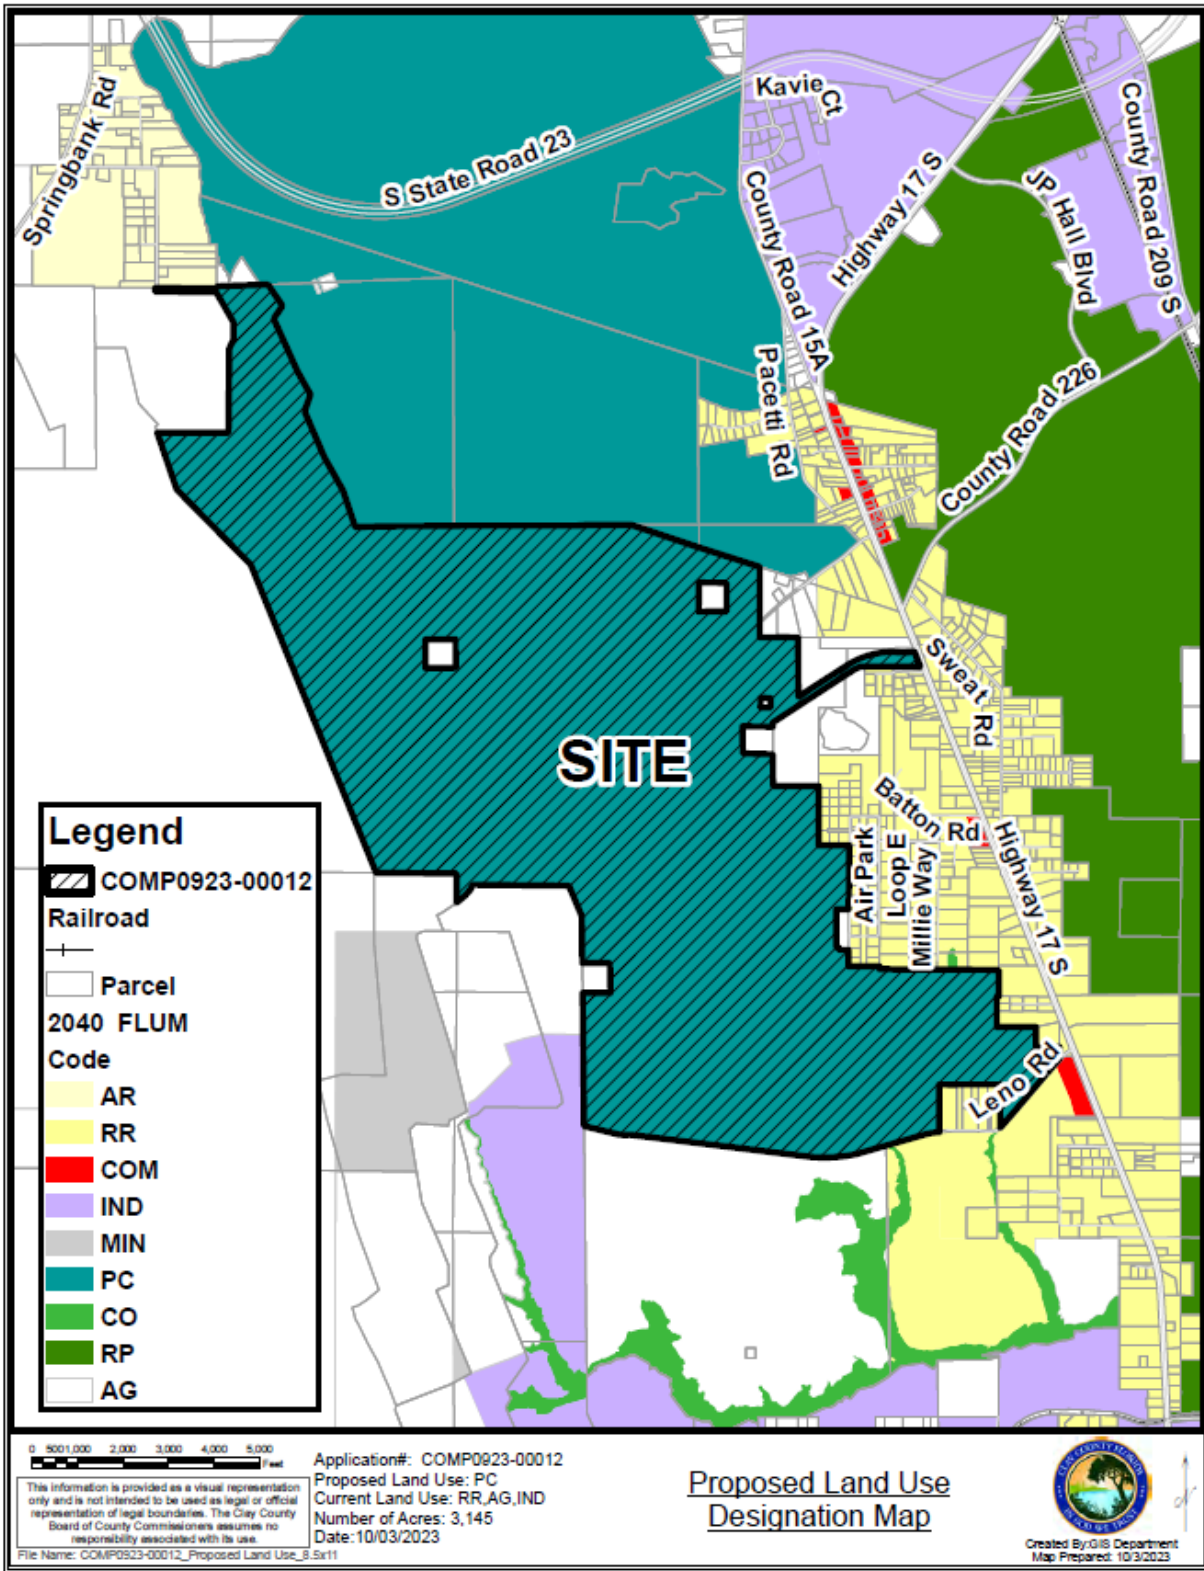 Springbank Rd
S State Road 23
Kavie Ct
County Road 15A
Highway 17 S
JP Hall Blvd
County Road 209 S
Pacetti Rd
County Road 226
Sweat Rd
SITE
Batton Rd
Air Park
Loop E
Millie Way
Highway 17 S
Leno Rd
Legend
COMP0923-00012
Railroad
Parcel
2040 FLUM
Code
AR
RR
COM
IND
MIN
PC
CO
RP
AG
0 500 1,000 2,000 3,000 4,000 5,000
Feet
This information is provided as a visual representation
only and is not intended to be used as legal or official
representation of legal boundaries. The Clay County
Board of County Commissioners assumes no
responsibility associated with its use.
File Name: COMP0923-00012_Proposed Land Use_8.5x11
Application#: COMP0923-00012
Proposed Land Use: PC
Current Land Use: RR,AG,IND
Number of Acres: 3,145
Date:10/03/2023
Proposed Land Use
Designation Map
CLAY COUNTY FLORIDA
IN GOD WE TRUST
Created By:GIS Department
Map Prepared: 10/3/2023